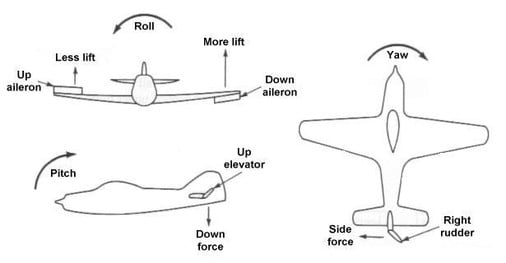 Roll
Less lift
More lift
Up
aileron
Down
aileron
Yaw
Pitch
Up
elevator
Down
force
Side
force
Right
rudder